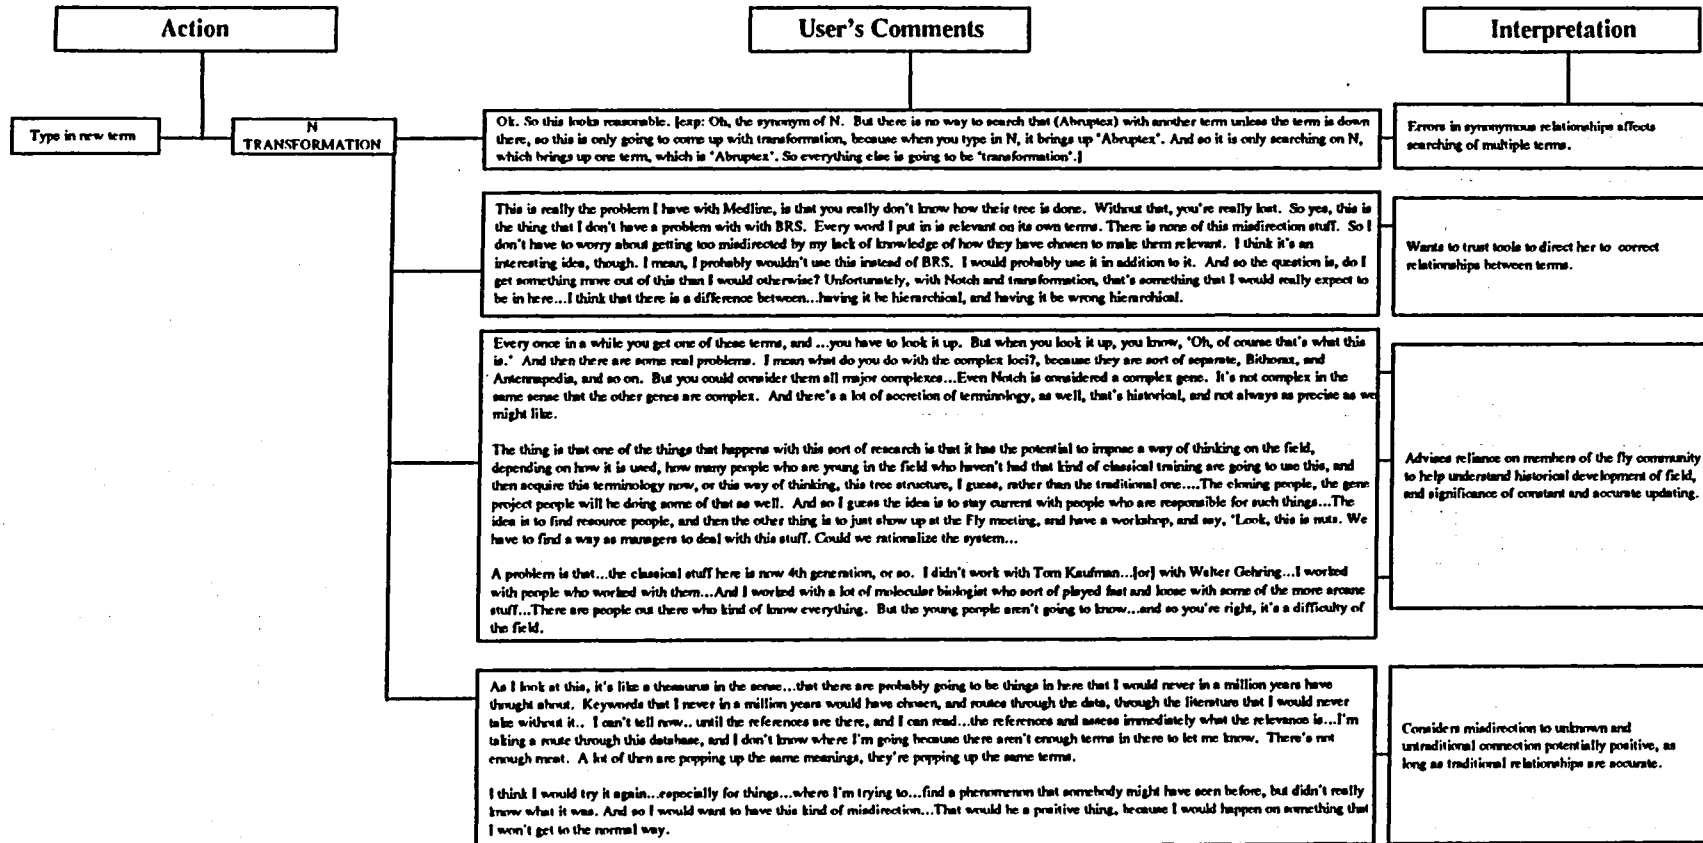 Action
User's Comments
Interpretation
Type in new term
N
TRANSFORMATION
Ok. So this looks reasonable. [exp: Oh, the synonym of N. But there is no way to search that (Abruptex) with another term unless the term is down
there, so this is only going to come up with transformation, because when you type in N, it brings up 'Abruptex'. And so it is only searching on N,
which brings up one term, which is 'Abruptex'. So everything else is going to be 'transformation'.]
Errors in synonymous relationships affects
searching of multiple terms.
This is really the problem I have with Medline, is that you really don't know how their tree is done. Without that, you're really lost. So yes, this is
the thing that I don't have a problem with with BRS. Every word I put in is relevant on its own terms. There is none of this misdirection stuff. So I
don't have to worry about getting too misdirected by my lack of knowledge of how they have chosen to make them relevant. I think it's an
interesting idea, though. I mean, I probably wouldn't use this instead of BRS. I would probably use it in addition to it. And so the question is, do I
get something more out of this than I would otherwise? Unfortunately, with Notch and transformation, that's something that I would really expect to
be in here...I think that there is a difference between...having it be hierarchical, and having it be wrong hierarchical.
Wants to trust tools to direct her to correct
relationships between terms.
Every once in a while you get one of these terms, and ...you have to look it up. But when you look it up, you know, 'Oh, of course that's what this
is.' And then there are some real problems. I mean what do you do with the complex loci?, because they are sort of separate, Bithorax, and
Antennapedia, and so on. But you could consider them all major complexes...Even Notch is considered a complex gene. It's not complex in the
same sense that the other genes are complex. And there's a lot of accretion of terminology, as well, that's historical, and not always as precise as we
might like.
The thing is that one of the things that happens with this sort of research is that it has the potential to impose a way of thinking on the field,
depending on how it is used, how many people who are young in the field who haven't had that kind of classical training are going to use this, and
then acquire this terminology now, or this way of thinking, this tree structure, I guess, rather than the traditional one....The cloning people, the gene
project people will be doing some of that as well. And so I guess the idea is to stay current with people who are responsible for such things...The
idea is to find resource people, and then the other thing is to just show up at the Fly meeting, and have a workshop, and say, 'Look, this is nuts. We
have to find a way as managers to deal with this stuff. Could we rationalize the system...
A problem is that...the classical stuff here is now 4th generation, or so. I didn't work with Tom Kaufman...[or] with Walter Gehring...I worked
with people who worked with them...And I worked with a lot of molecular biologist who sort of played fast and loose with some of the more arcane
stuff...There are people out there who kind of know everything. But the young people aren't going to know...and so you're right, it's a difficulty of
the field.
Advises reliance on members of the fly community
to help understand historical development of field,
and significance of constant and accurate updating.
As I look at this, it's like a thesaurus in the sense...that there are probably going to be things in here that I would never in a million years have
thought about. Keywords that I never in a million years would have chosen, and routes through the data, through the literature that I would never
take without it.. I can't tell now.. until the references are there, and I can read...the references and assess immediately what the relevance is...I'm
taking a route through this database, and I don't know where I'm going because there aren't enough terms in there to let me know. There's not
enough meat. A lot of then are popping up the same meanings, they're popping up the same terms.
I think I would try it again...especially for things...where I'm trying to...find a phenomenon that somebody might have seen before, but didn't really
know what it was. And so I would want to have this kind of misdirection...That would be a positive thing, because I would happen on something that
I won't get to the normal way.
Considers misdirection to unknown and
untraditional connection potentially positive, as
long as traditional relationships are accurate.